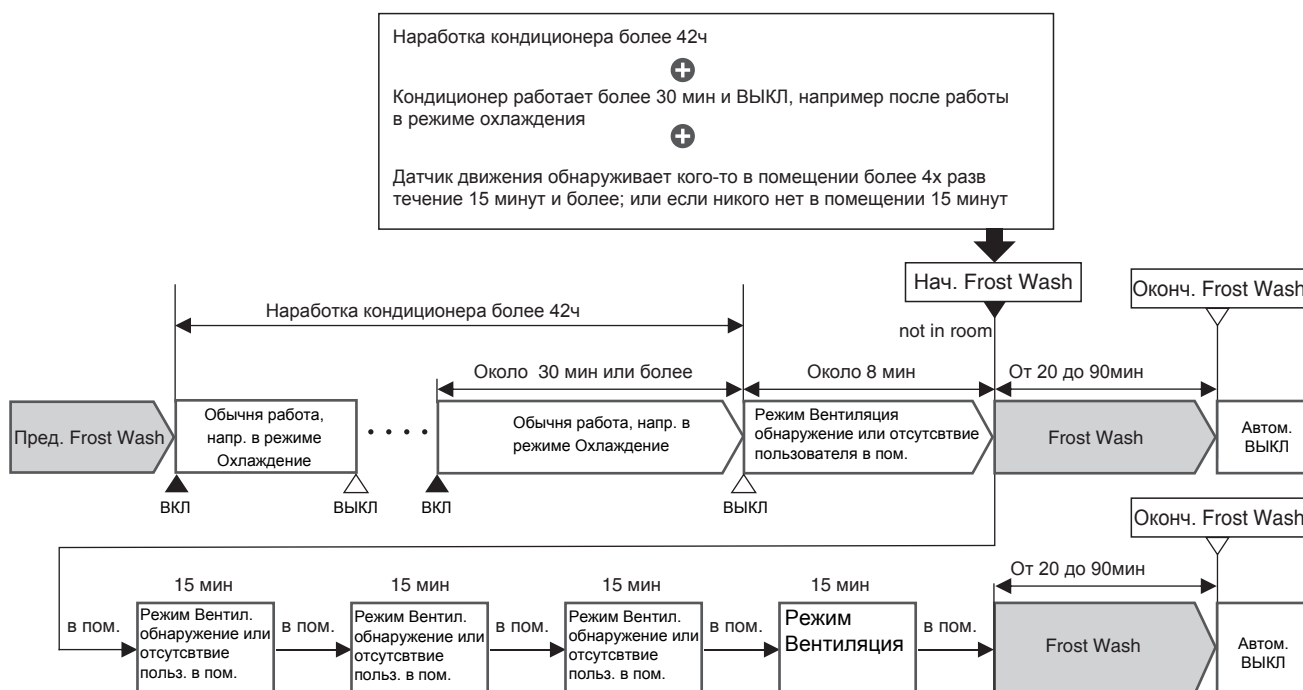 Наработка кондиционера более 42ч
Кондиционер работает более 30 мин и ВЫКЛ, например после работы
в режиме охлаждения
Датчик движения обнаруживает кого-то в помещении более 4х разв
течение 15 минут и более; или если никого нет в помещении 15 минут
Нач. Frost Wash
Оконч. Frost Wash
Наработка кондиционера более 42ч
not in room
Около 30 мин или более
Около 8 мин
От 20 до 90мин
Пред. Frost Wash
Обычня работа,
напр. в режиме
Охлаждение
Обычня работа, напр. в
режиме Охлаждение
Режим Вентиляция
обнаружение или отсутсвтвие
пользователя в пом.
Frost Wash
Автом.
ВЫКЛ
ВКЛ
ВЫКЛ
ВКЛ
ВЫКЛ
Оконч. Frost Wash
От 20 до 90мин
15 мин
15 мин
15 мин
15 мин
в пом.
Режим Вентил.
обнаружение или
отсутсвтвие
польз. в пом.
в пом.
Режим Вентил.
обнаружение или
отсутсвтвие
польз. в пом.
в пом.
Режим Вентил.
обнаружение или
отсутсвтвие
польз. в пом.
в пом.
Режим
Вентиляция
в пом.
Frost Wash
Автом.
ВЫКЛ